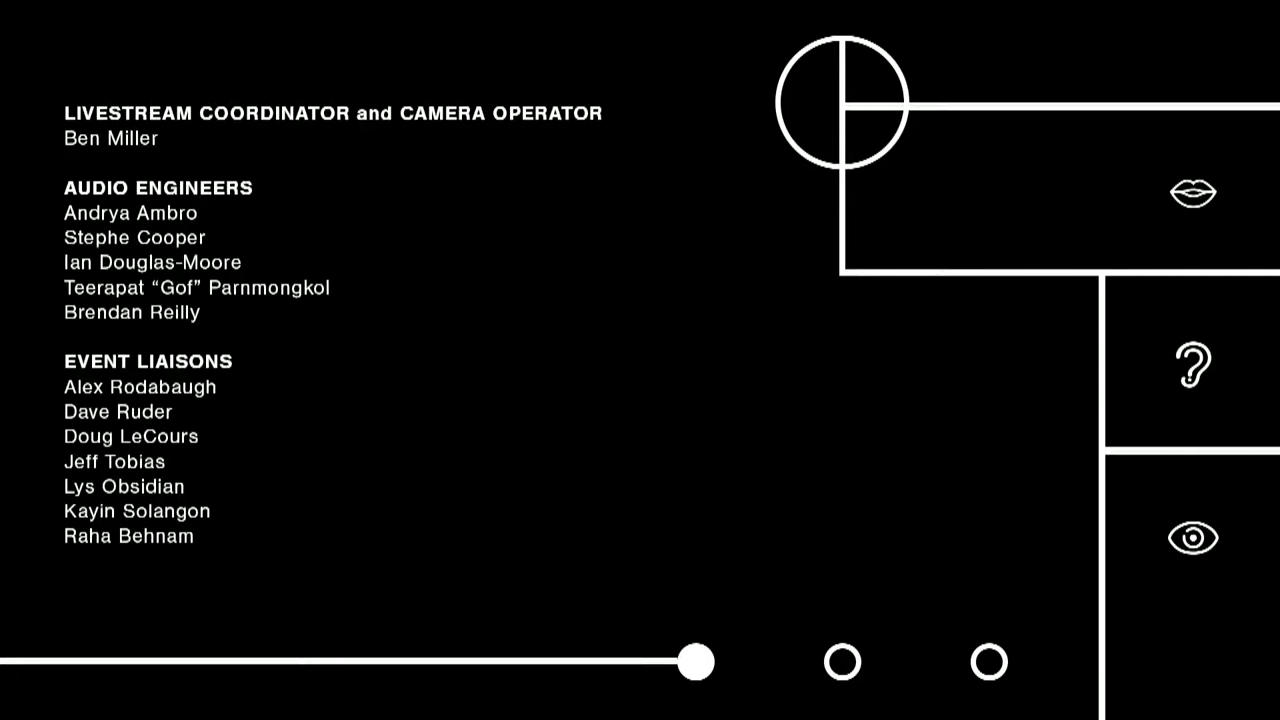 LIVESTREAM COORDINATOR and CAMERA OPERATOR
Ben Miller
AUDIO ENGINEERS
Andrya Ambro
Stephe Cooper
Ian Douglas-Moore
Teerapat “Gof” Parnmongkol
Brendan Reilly
EVENT LIAISONS
Alex Rodabaugh
Dave Ruder
Doug LeCours
Jeff Tobias
Lys Obsidian
Kayin Solangon
Raha Behnam